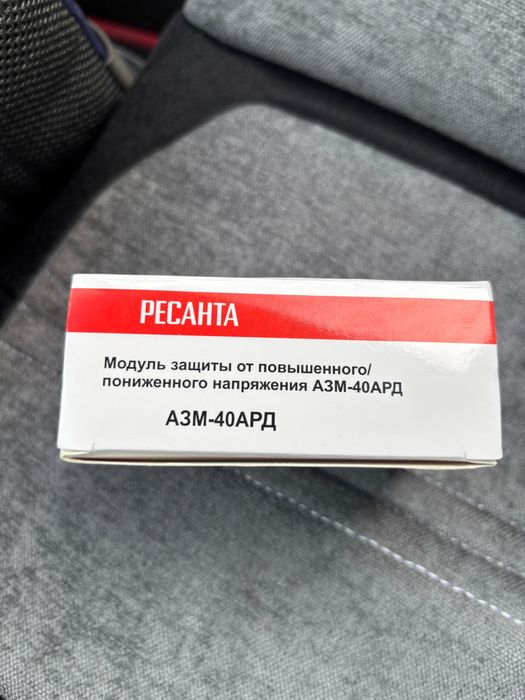 РЕСАНТА
Модуль защиты от повышенного/
пониженного напряжения АЗМ-40АРД
АЗМ-40АРД